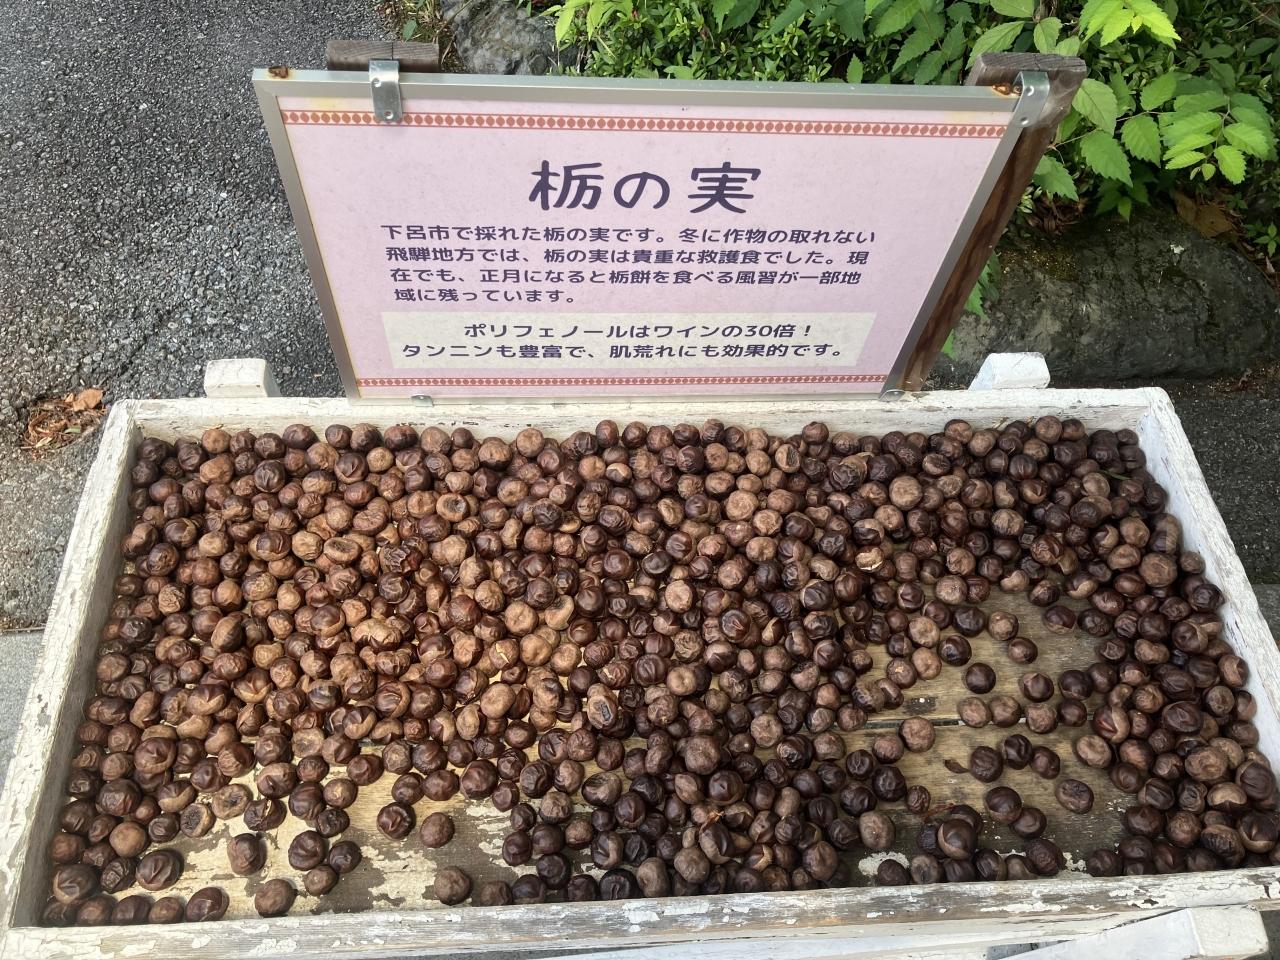 栃の実
下呂市で採れた栃の実です。冬に作物の取れない
飛騨地方では、栃の実は貴重な救護食でした。現
在でも、正月になると栃餅を食べる風習が一部地
域に残っています。
ポリフェノールはワインの30倍！
タンニンも豊富で、肌荒れにも効果的です。